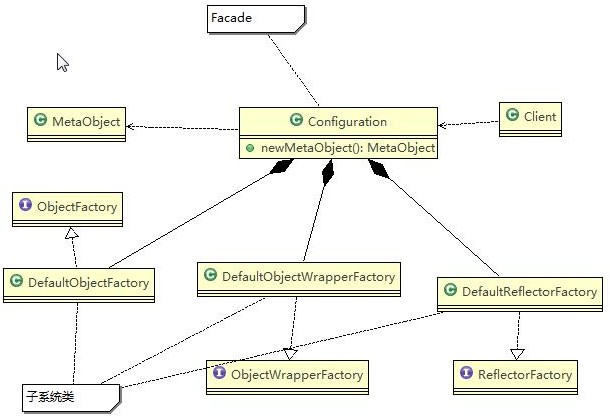 Facade
MetaObject
Configuration
newMetaObject(): MetaObject
Client
ObjectFactory
DefaultObjectFactory
DefaultObjectWrapperFactory
DefaultReflectorFactory
子系统类
ObjectWrapperFactory
ReflectorFactory